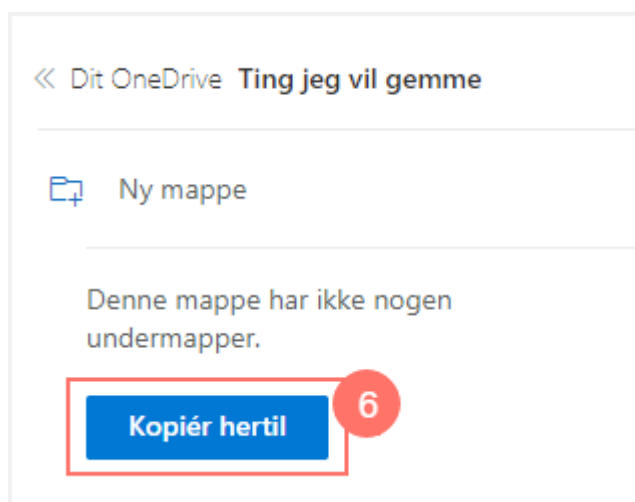 Dit OneDrive Ting jeg vil gemme
Ny mappe
Denne mappe har ikke nogen
undermapper.
Kopiér hertil
6